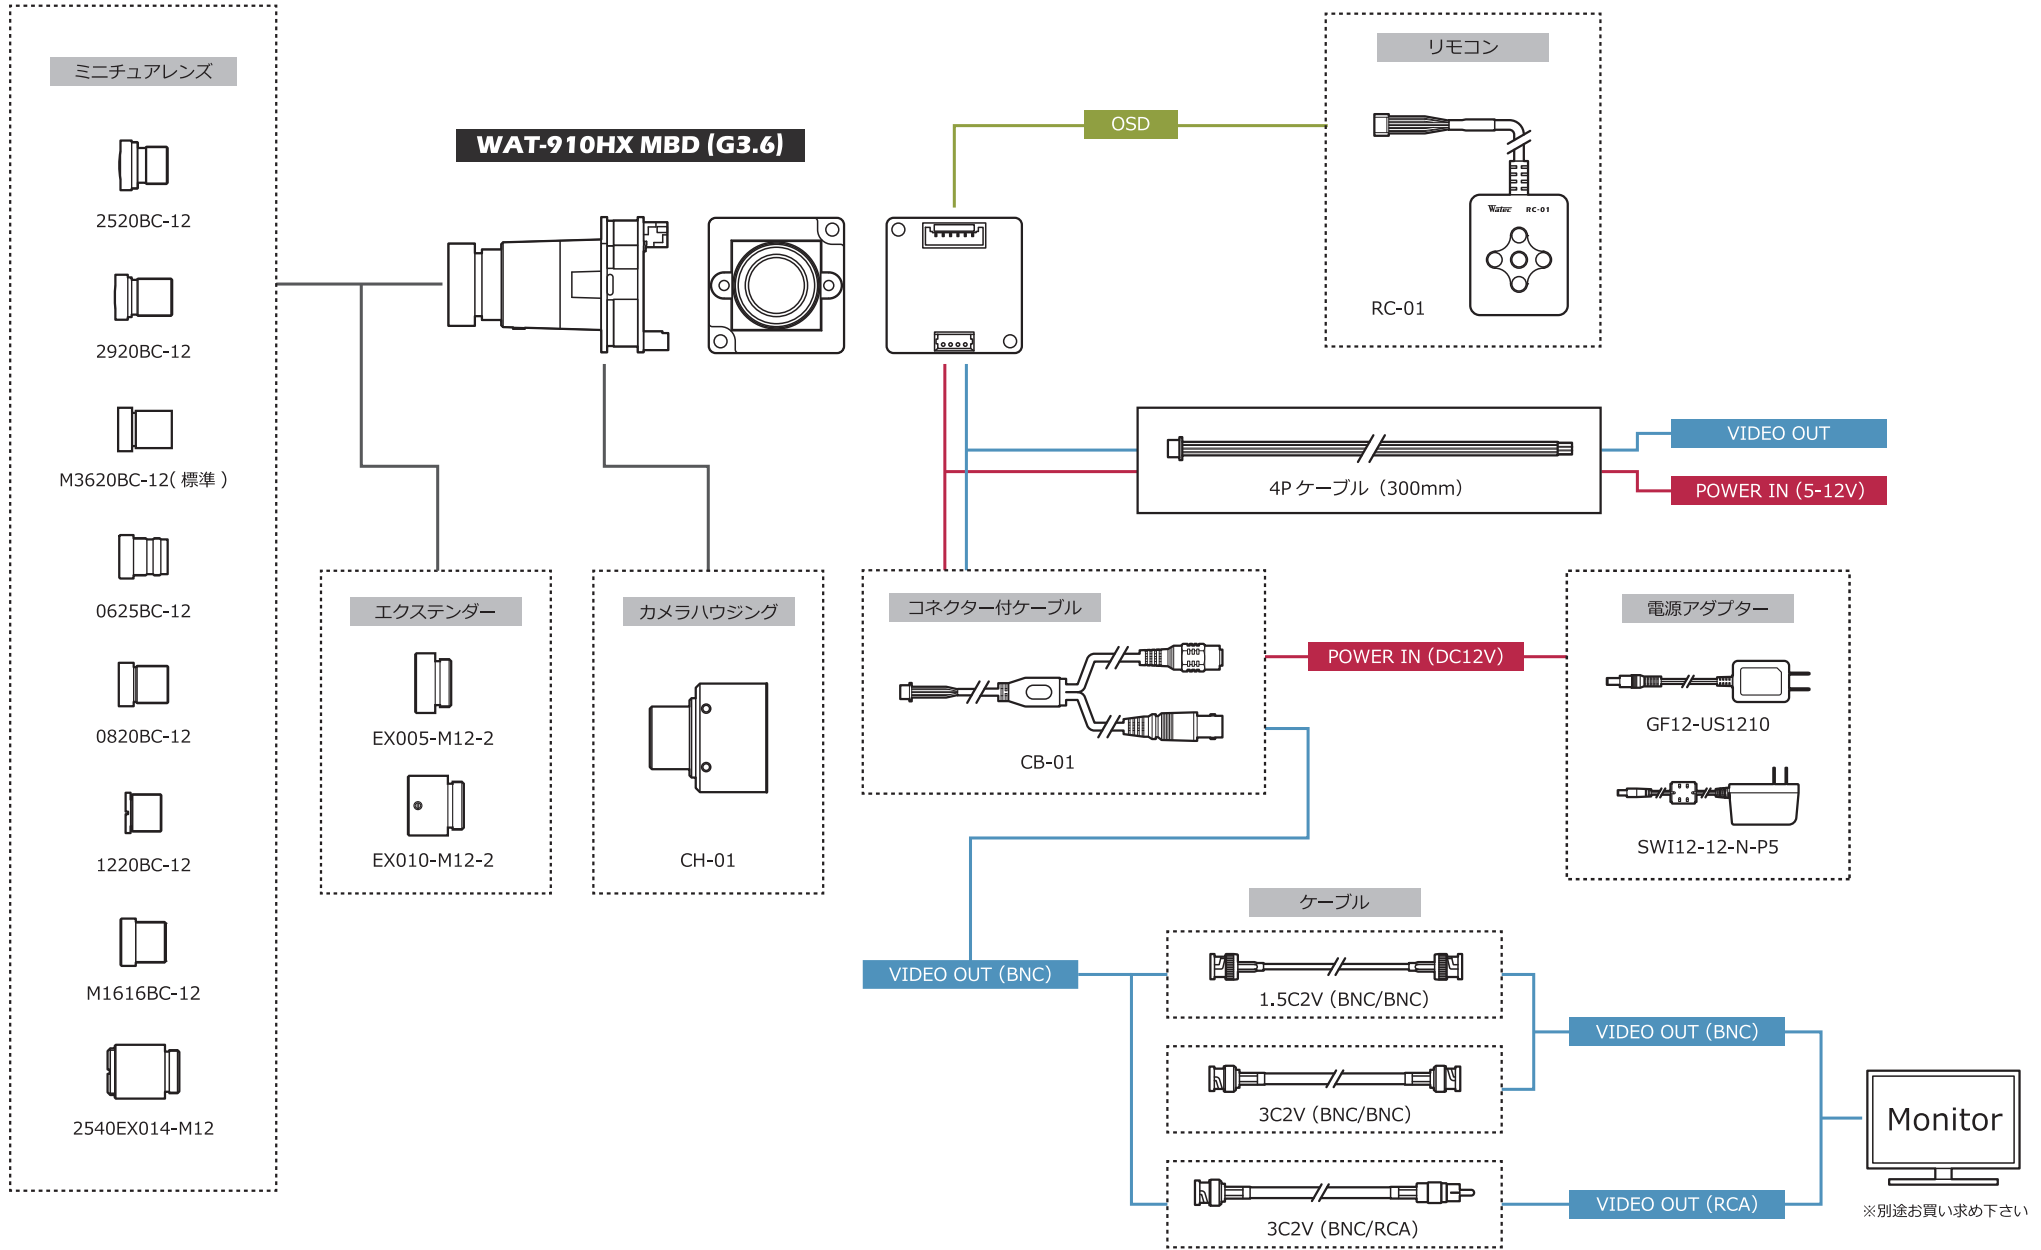 ミニチュアレンズ
2520BC-12
2920BC-12
M3620BC-12( 標準 )
0625BC-12
0820BC-12
1220BC-12
M1616BC-12
2540EX014-M12
WAT-910HX MBD (G3.6)
OSD
リモコン
Watec RC-01
RC-01
4P ケーブル（300mm）
VIDEO OUT
POWER IN (5-12V)
エクステンダー
EX005-M12-2
EX010-M12-2
カメラハウジング
CH-01
コネクター付ケーブル
CB-01
POWER IN (DC12V)
電源アダプター
GF12-US1210
SWI12-12-N-P5
VIDEO OUT (BNC)
ケーブル
1.5C2V (BNC/BNC)
3C2V (BNC/BNC)
3C2V (BNC/RCA)
VIDEO OUT (BNC)
VIDEO OUT (RCA)
Monitor
※別途お買い求め下さい